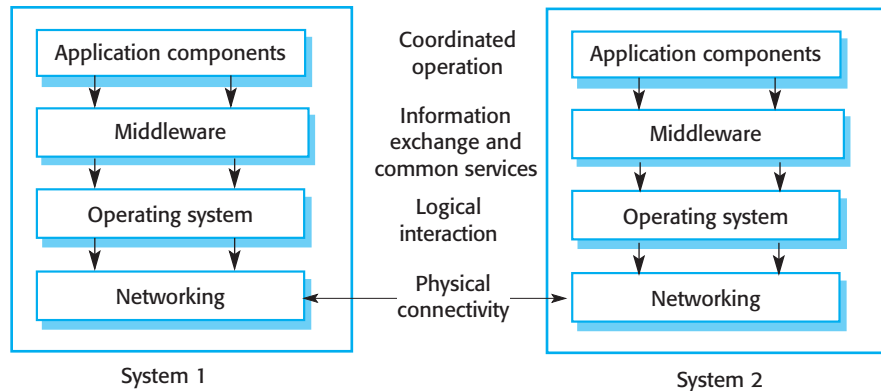 Application components
Middleware
Operating system
Networking
System 1
Coordinated
operation
Information
exchange and
common services
Logical
interaction
Physical
connectivity
Application components
Middleware
Operating system
Networking
System 2